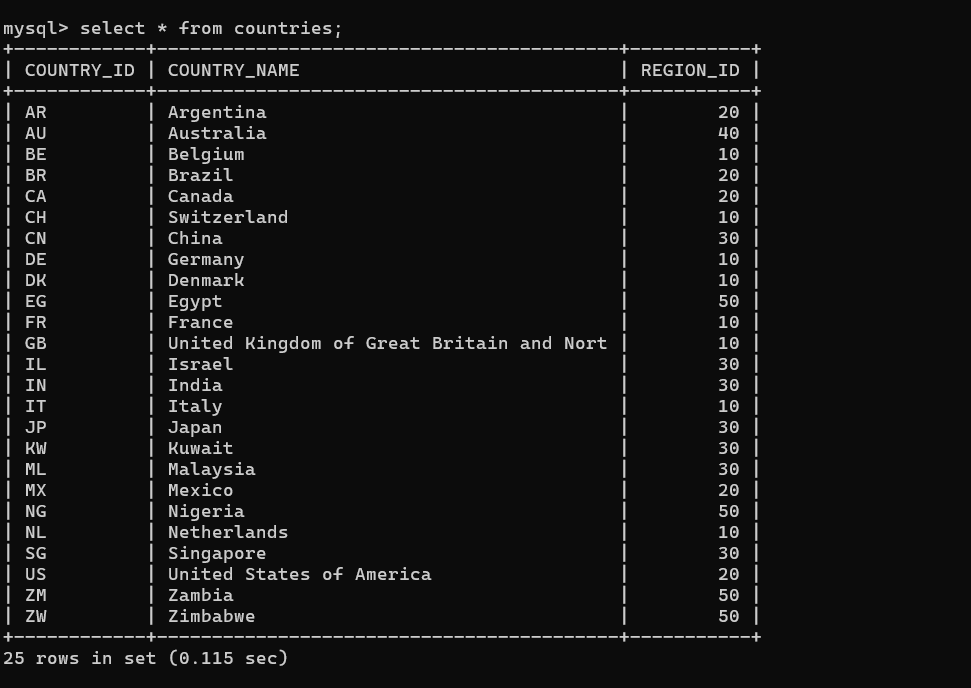 mysql> select * from countries;
+------------+------------------------------------------+-----------+
| COUNTRY_ID | COUNTRY_NAME                             | REGION_ID |
+------------+------------------------------------------+-----------+
| AR         | Argentina                                |        20 |
| AU         | Australia                                |        40 |
| BE         | Belgium                                  |        10 |
| BR         | Brazil                                   |        20 |
| CA         | Canada                                   |        20 |
| CH         | Switzerland                              |        10 |
| CN         | China                                    |        30 |
| DE         | Germany                                  |        10 |
| DK         | Denmark                                  |        10 |
| EG         | Egypt                                    |        50 |
| FR         | France                                   |        10 |
| GB         | United Kingdom of Great Britain and Nort |        10 |
| IL         | Israel                                   |        30 |
| IN         | India                                    |        30 |
| IT         | Italy                                    |        10 |
| JP         | Japan                                    |        30 |
| KW         | Kuwait                                   |        30 |
| ML         | Malaysia                                 |        30 |
| MX         | Mexico                                   |        20 |
| NG         | Nigeria                                  |        50 |
| NL         | Netherlands                              |        10 |
| SG         | Singapore                                |        30 |
| US         | United States of America                 |        20 |
| ZM         | Zambia                                   |        50 |
| ZW         | Zimbabwe                                 |        50 |
+------------+------------------------------------------+-----------+
25 rows in set (0.115 sec)